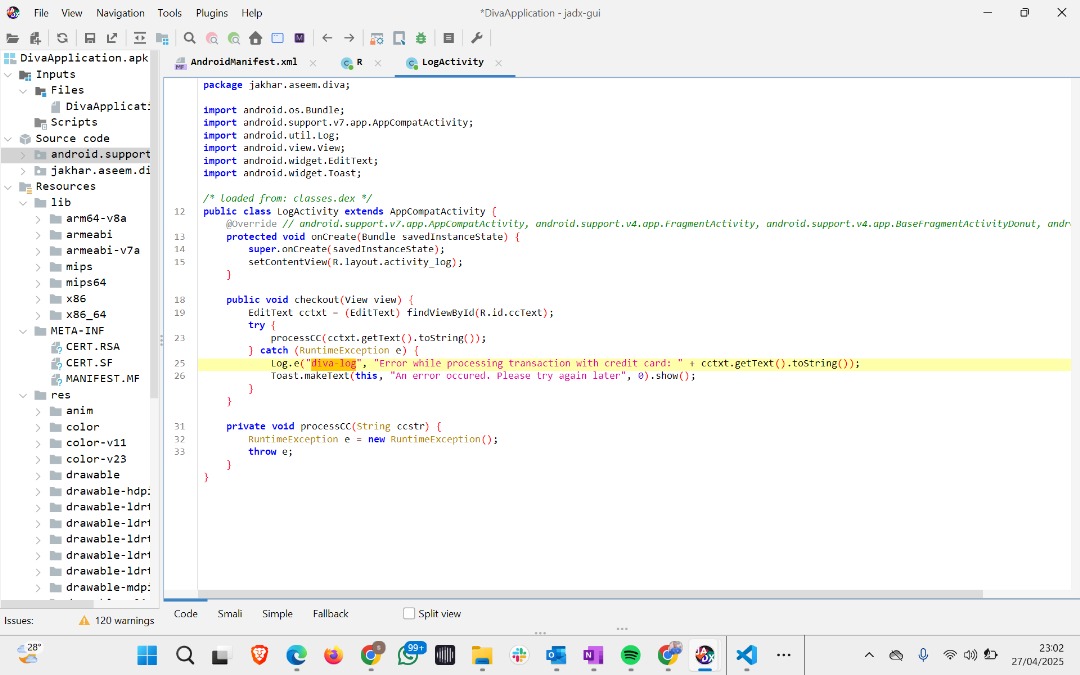 File View Navigation Tools Plugins Help
*DivaApplication - jadx-gui
DivaApplication.apk
Inputs
Files
DivaApplicati
Scripts
Source code
android.support
jakhar.aseem.di
Resources
lib
arm64-v8a
armeabi
armeabi-v7a
mips
mips64
x86
x86_64
META-INF
CERT.RSA
CERT.SF
MANIFEST.MF
res
anim
color
color-v11
color-v23
drawable
drawable-hdpi
drawable-ldrt
drawable-ldrt
drawable-ldrt
drawable-ldrt
drawable-mdpi
Issues: 120 warnings
AndroidManifest.xml
R
LogActivity
package jakhar.aseem.diva;
import android.os.Bundle;
import android.support.v7.app.AppCompatActivity;
import android.util.Log;
import android.view.View;
import android.widget.EditText;
import android.widget.Toast;
/* loaded from: classes.dex */
12 public class LogActivity extends AppCompatActivity {
@Override // android.support.v7.app.AppCompatActivity, android.support.v4.app.FragmentActivity, android.support.v4.app.BaseFragmentActivityDonut, andr
13 protected void onCreate(Bundle savedInstanceState) {
14 super.onCreate(savedInstanceState);
15 setContentView(R.layout.activity_log);
}
18 public void checkout(View view) {
19 EditText cctxt = (EditText) findViewById(R.id.ccText);
try {
23 processCC(cctxt.getText().toString());
} catch (RuntimeException e) {
25 Log.e("diva-log", "Error while processing transaction with credit card: " + cctxt.getText().toString());
26 Toast.makeText(this, "An error occured. Please try again later", 0).show();
}
}
31 private void processCC(String ccstr) {
32 RuntimeException e = new RuntimeException();
33 throw e;
}
}
Code Smali Simple Fallback Split view
28°
99+
23:02
27/04/2025